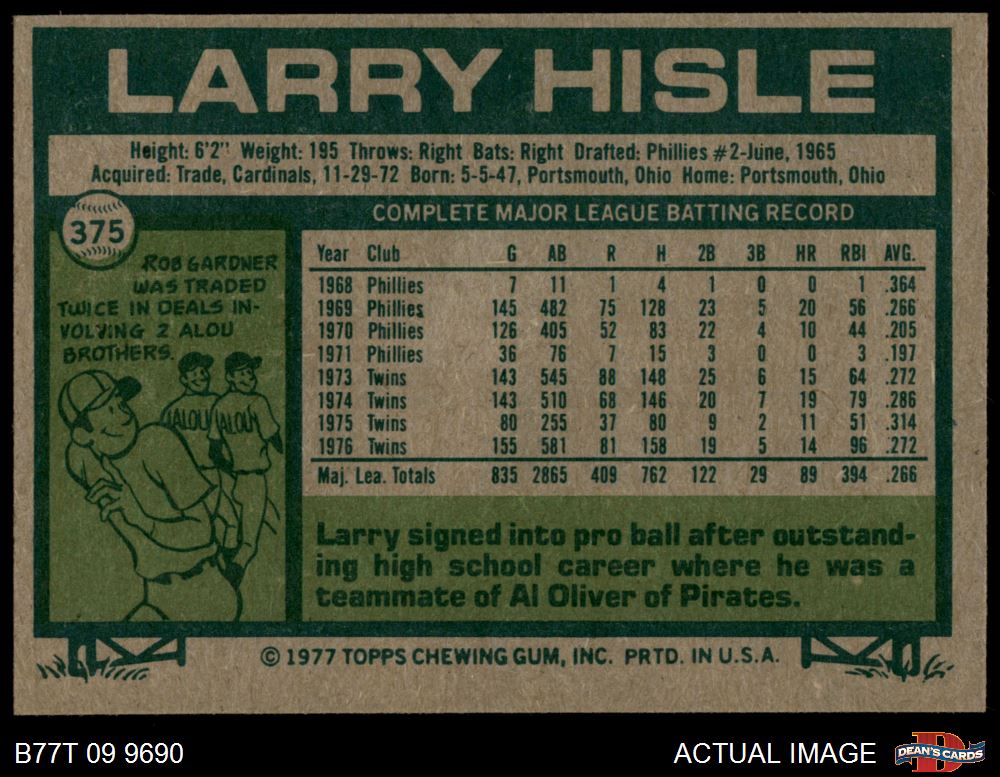 LARRY HISLE
Height: 6'2" Weight: 195 Throws: Right Bats: Right Drafted: Phillies #2-June, 1965
Acquired: Trade, Cardinals, 11-29-72 Born: 5-5-47, Portsmouth, Ohio Home: Portsmouth, Ohio
375
ROB GARDNER
WAS TRADED
TWICE IN DEALS IN-
VOLVING 2 ALOU
BROTHERS.
ALOU ALOU
COMPLETE MAJOR LEAGUE BATTING RECORD
Year Club G AB R H 2B 3B HR RBI AVG.
1968 Phillies 7 11 1 4 1 0 0 1 .364
1969 Phillies 145 482 75 128 23 5 20 56 .266
1970 Phillies 126 405 52 83 22 4 10 44 .205
1971 Phillies 36 76 7 15 3 0 0 3 .197
1973 Twins 143 545 88 148 25 6 15 64 .272
1974 Twins 143 510 68 146 20 7 19 79 .286
1975 Twins 80 255 37 80 9 2 11 51 .314
1976 Twins 155 581 81 158 19 5 14 96 .272
Maj. Lea. Totals 835 2865 409 762 122 29 89 394 .266
Larry signed into pro ball after outstand-
ing high school career where he was a
teammate of Al Oliver of Pirates.
© 1977 TOPPS CHEWING GUM, INC. PRTD. IN U.S.A.
B77T 09 9690
ACTUAL IMAGE
D
DEAN'S CARDS